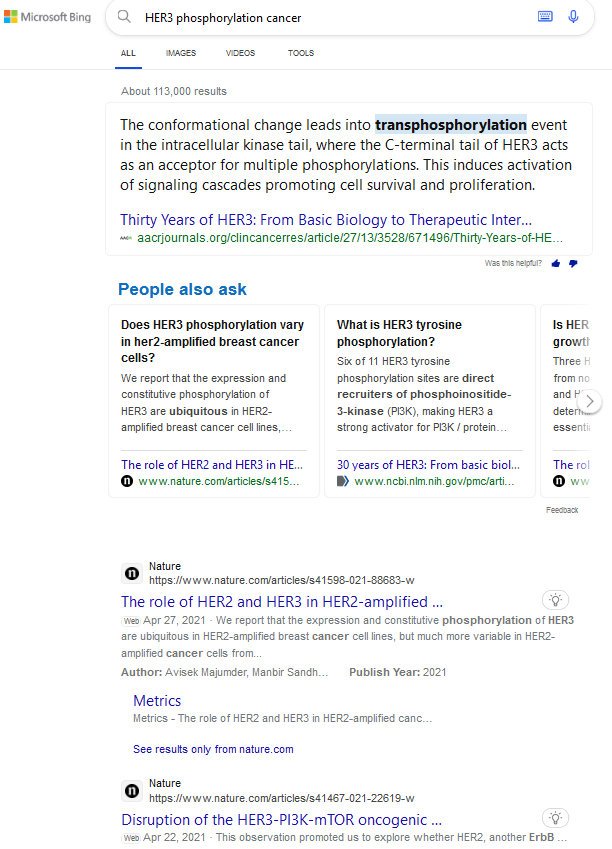 Microsoft Bing
HER3 phosphorylation cancer
ALL IMAGES VIDEOS TOOLS
About 113,000 results
The conformational change leads into transphosphorylation event
in the intracellular kinase tail, where the C-terminal tail of HER3 acts
as an acceptor for multiple phosphorylations. This induces activation
of signaling cascades promoting cell survival and proliferation.
Thirty Years of HER3: From Basic Biology to Therapeutic Inter...
AACR aacrjournals.org/clincancerres/article/27/13/3528/671496/Thirty-Years-of-HE...
Was this helpful?
People also ask
Does HER3 phosphorylation vary
in her2-amplified breast cancer
cells?
We report that the expression and
constitutive phosphorylation of
HER3 are ubiquitous in HER2-
amplified breast cancer cell lines,...
The role of HER2 and HER3 in HE...
n www.nature.com/articles/s415...
What is HER3 tyrosine
phosphorylation?
Six of 11 HER3 tyrosine
phosphorylation sites are direct
recruiters of phosphoinositide-
3-kinase (PI3K), making HER3 a
strong activator for PI3K / protein...
30 years of HER3: From basic biol...
www.ncbi.nlm.nih.gov/pmc/arti...
Is HER
growth
Three H
from no
and H
determ
essenti
The rol
n ww
Feedback
n Nature
https://www.nature.com/articles/s41598-021-88683-w
The role of HER2 and HER3 in HER2-amplified ...
Web Apr 27, 2021 · We report that the expression and constitutive phosphorylation of HER3
are ubiquitous in HER2-amplified breast cancer cell lines, but much more variable in HER2-
amplified cancer cells from...
Author: Avisek Majumder, Manbir Sandh... Publish Year: 2021
Metrics
Metrics - The role of HER2 and HER3 in HER2-amplified canc...
See results only from nature.com
n Nature
https://www.nature.com/articles/s41467-021-22619-w
Disruption of the HER3-PI3K-mTOR oncogenic ...
Web Apr 22, 2021 · This observation promoted us to explore whether HER2, another ErbB ...